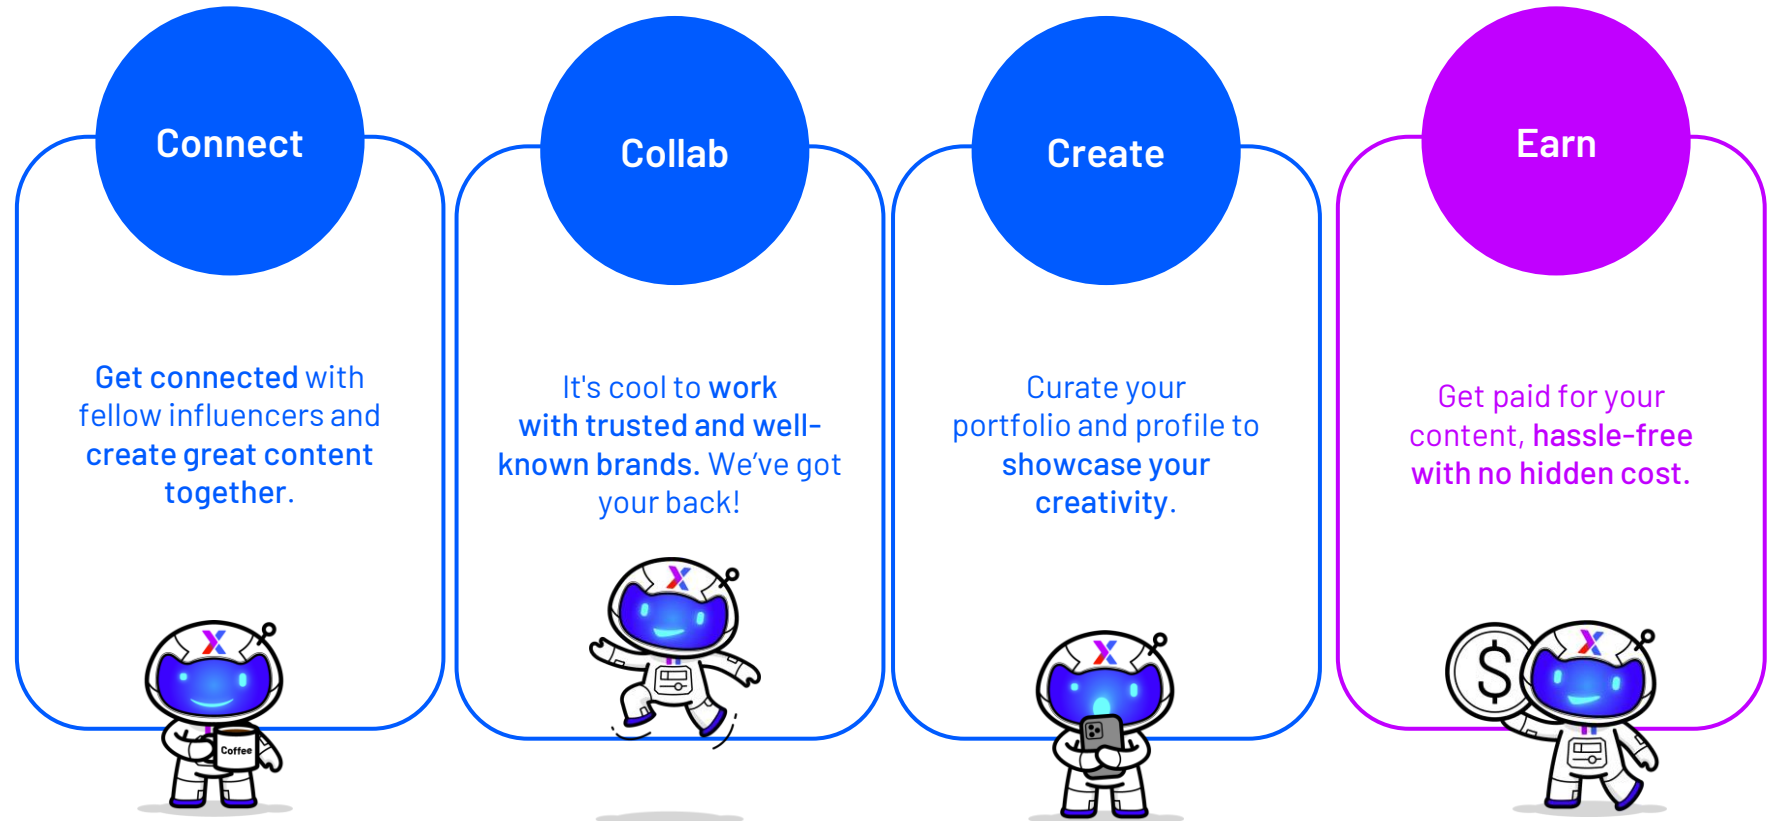 Connect
Get connected with
fellow influencers and
create great content
together.
Coffee
Collab
It's cool to work
with trusted and well-
known brands. We’ve got
your back!
Create
Curate your
portfolio and profile to
showcase your
creativity.
Earn
Get paid for your
content, hassle-free
with no hidden cost.
$